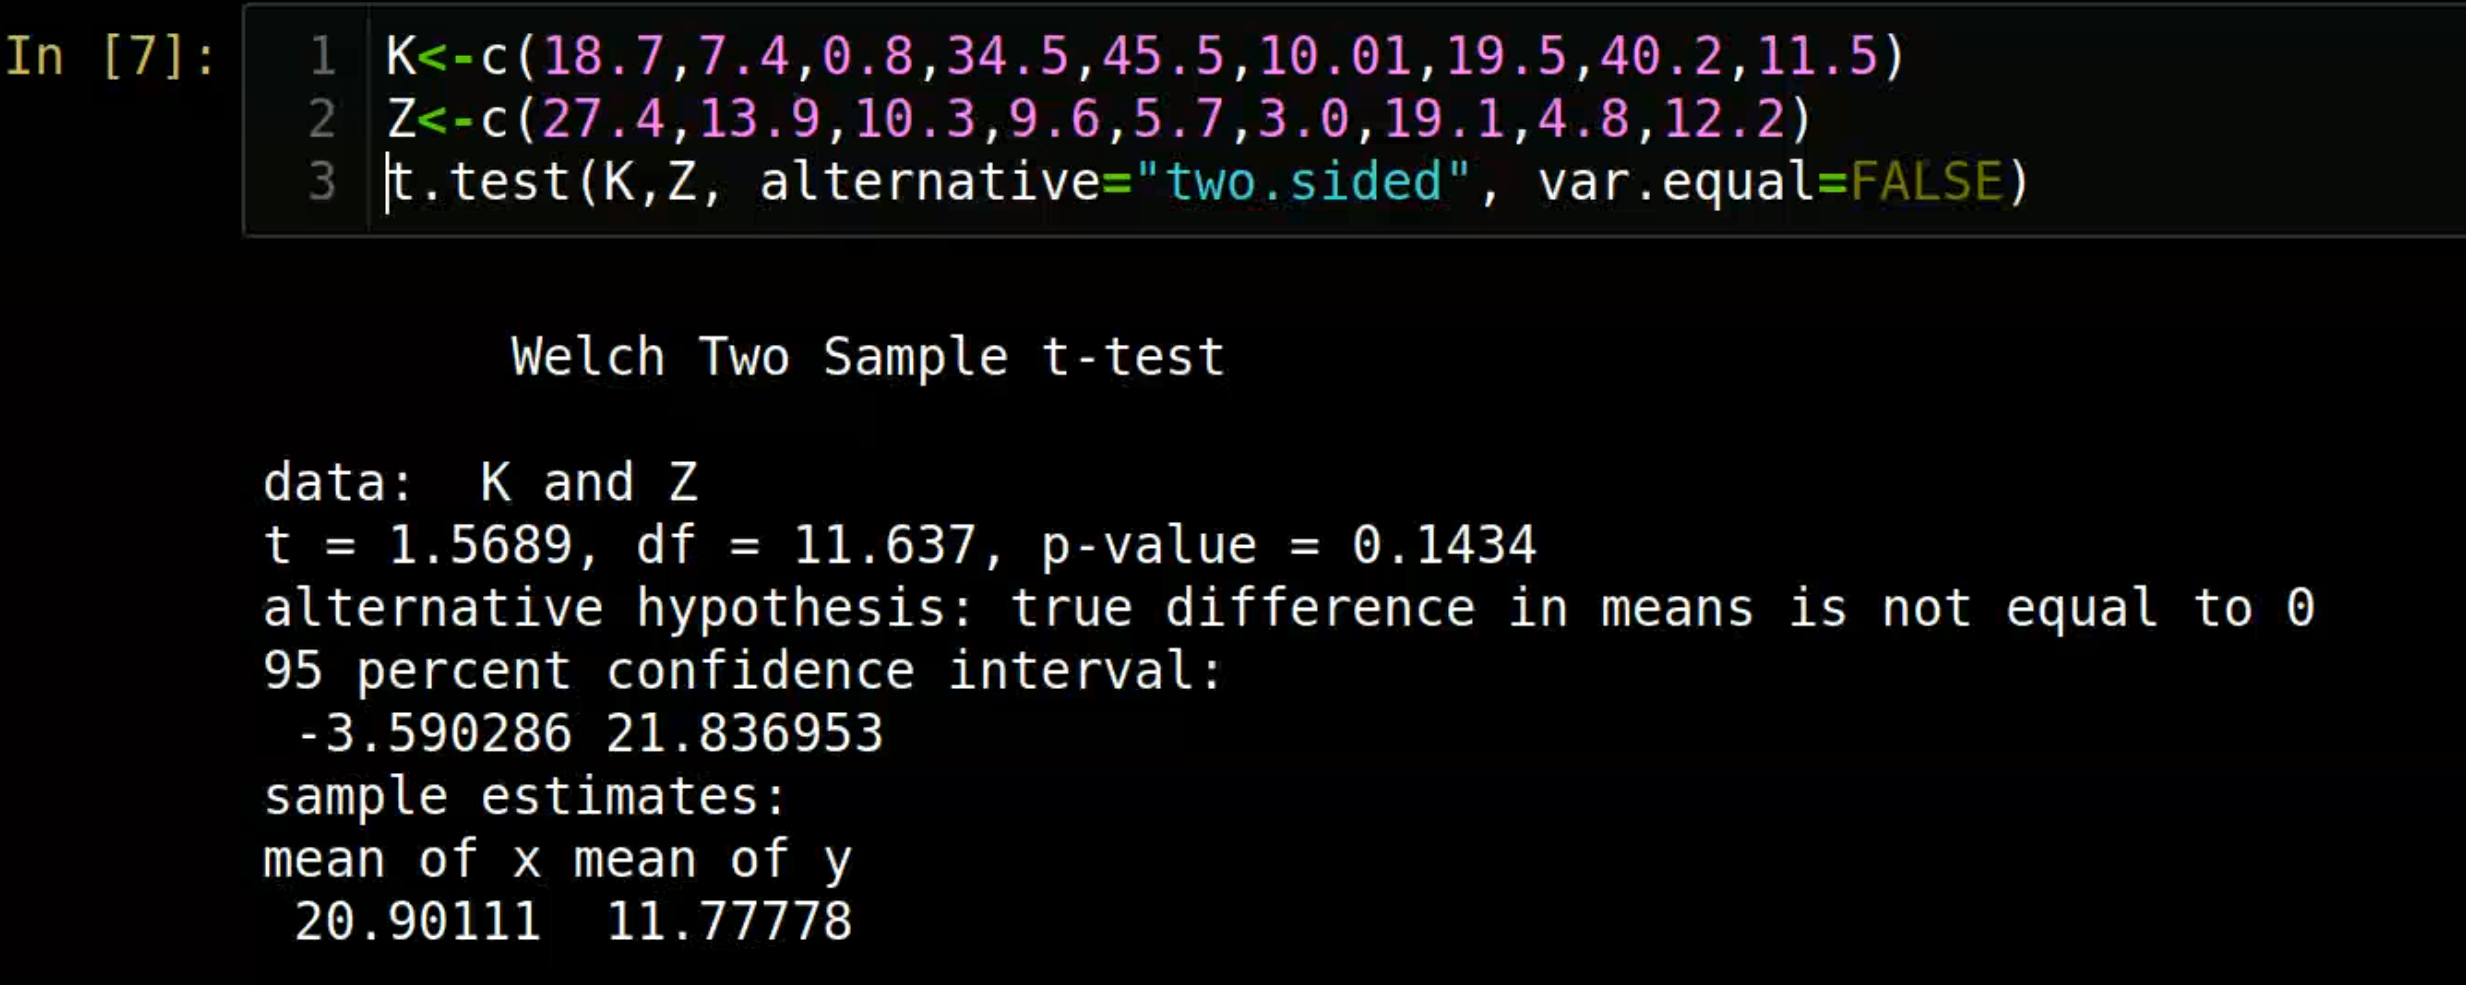 In [7]:
1 K<-c(18.7,7.4,0.8,34.5,45.5,10.01,19.5,40.2,11.5)
2 Z<-c(27.4,13.9,10.3,9.6,5.7,3.0,19.1,4.8,12.2)
3 t.test(K,Z, alternative="two.sided", var.equal=FALSE)
Welch Two Sample t-test
data:  K and Z
t = 1.5689, df = 11.637, p-value = 0.1434
alternative hypothesis: true difference in means is not equal to 0
95 percent confidence interval:
-3.590286 21.836953
sample estimates:
mean of x mean of y
20.90111  11.77778